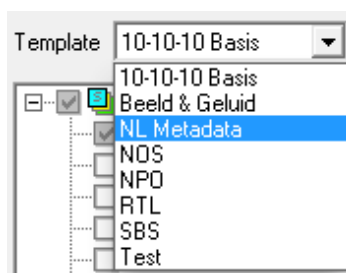 Template 10-10-10 Basis
10-10-10 Basis
Beeld & Geluid
NL Metadata
NOS
NPO
RTL
SBS
Test